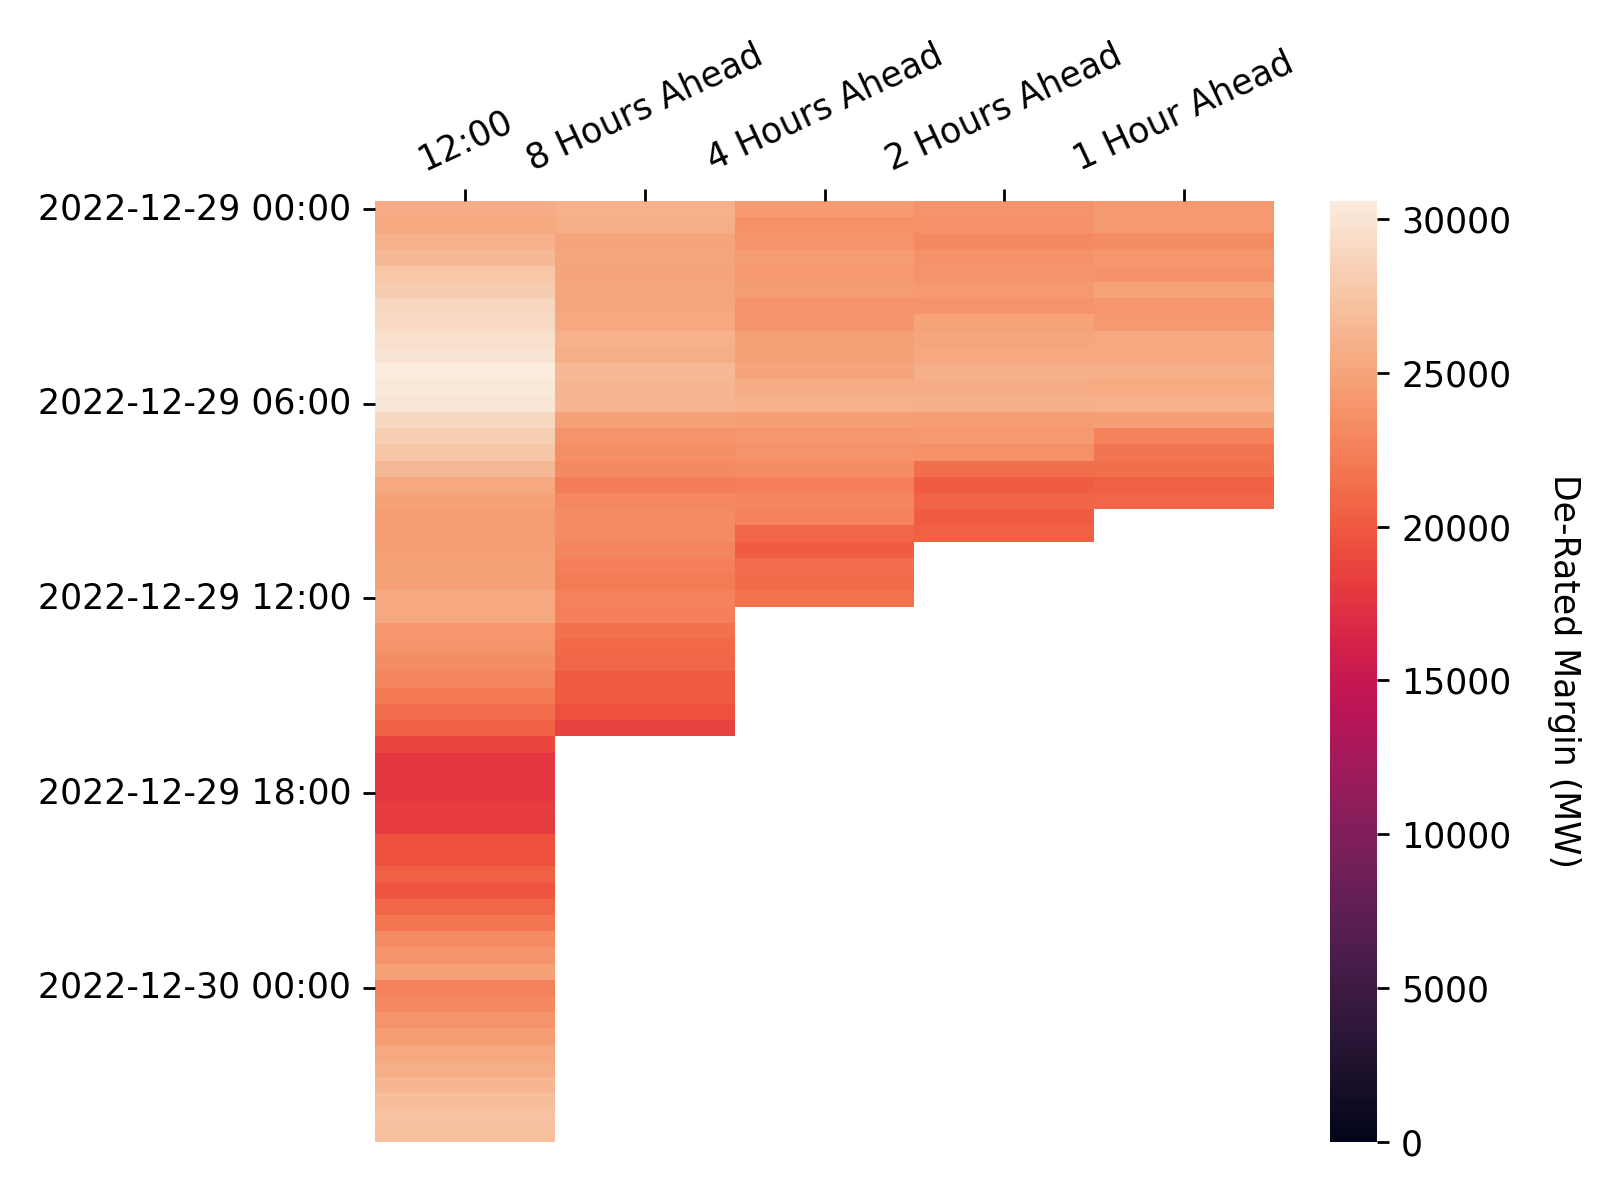 12:00
8 Hours Ahead
4 Hours Ahead
2 Hours Ahead
1 Hour Ahead
2022-12-29 00:00
2022-12-29 06:00
2022-12-29 12:00
2022-12-29 18:00
2022-12-30 00:00
30000
25000
20000
15000
10000
5000
0
De-Rated Margin (MW)